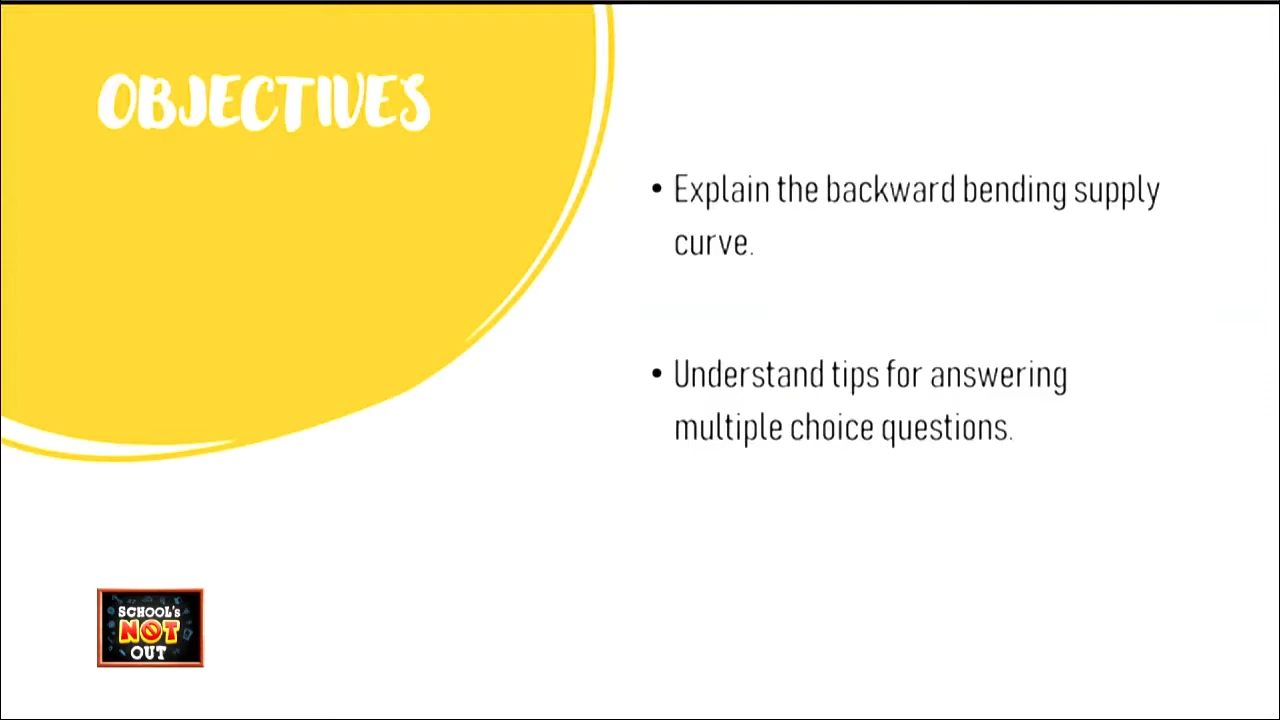 OBJECTIVES
• Explain the backward bending supply
curve.
• Understand tips for answering
multiple choice questions.
SCHOOL'S
NOT
OUT